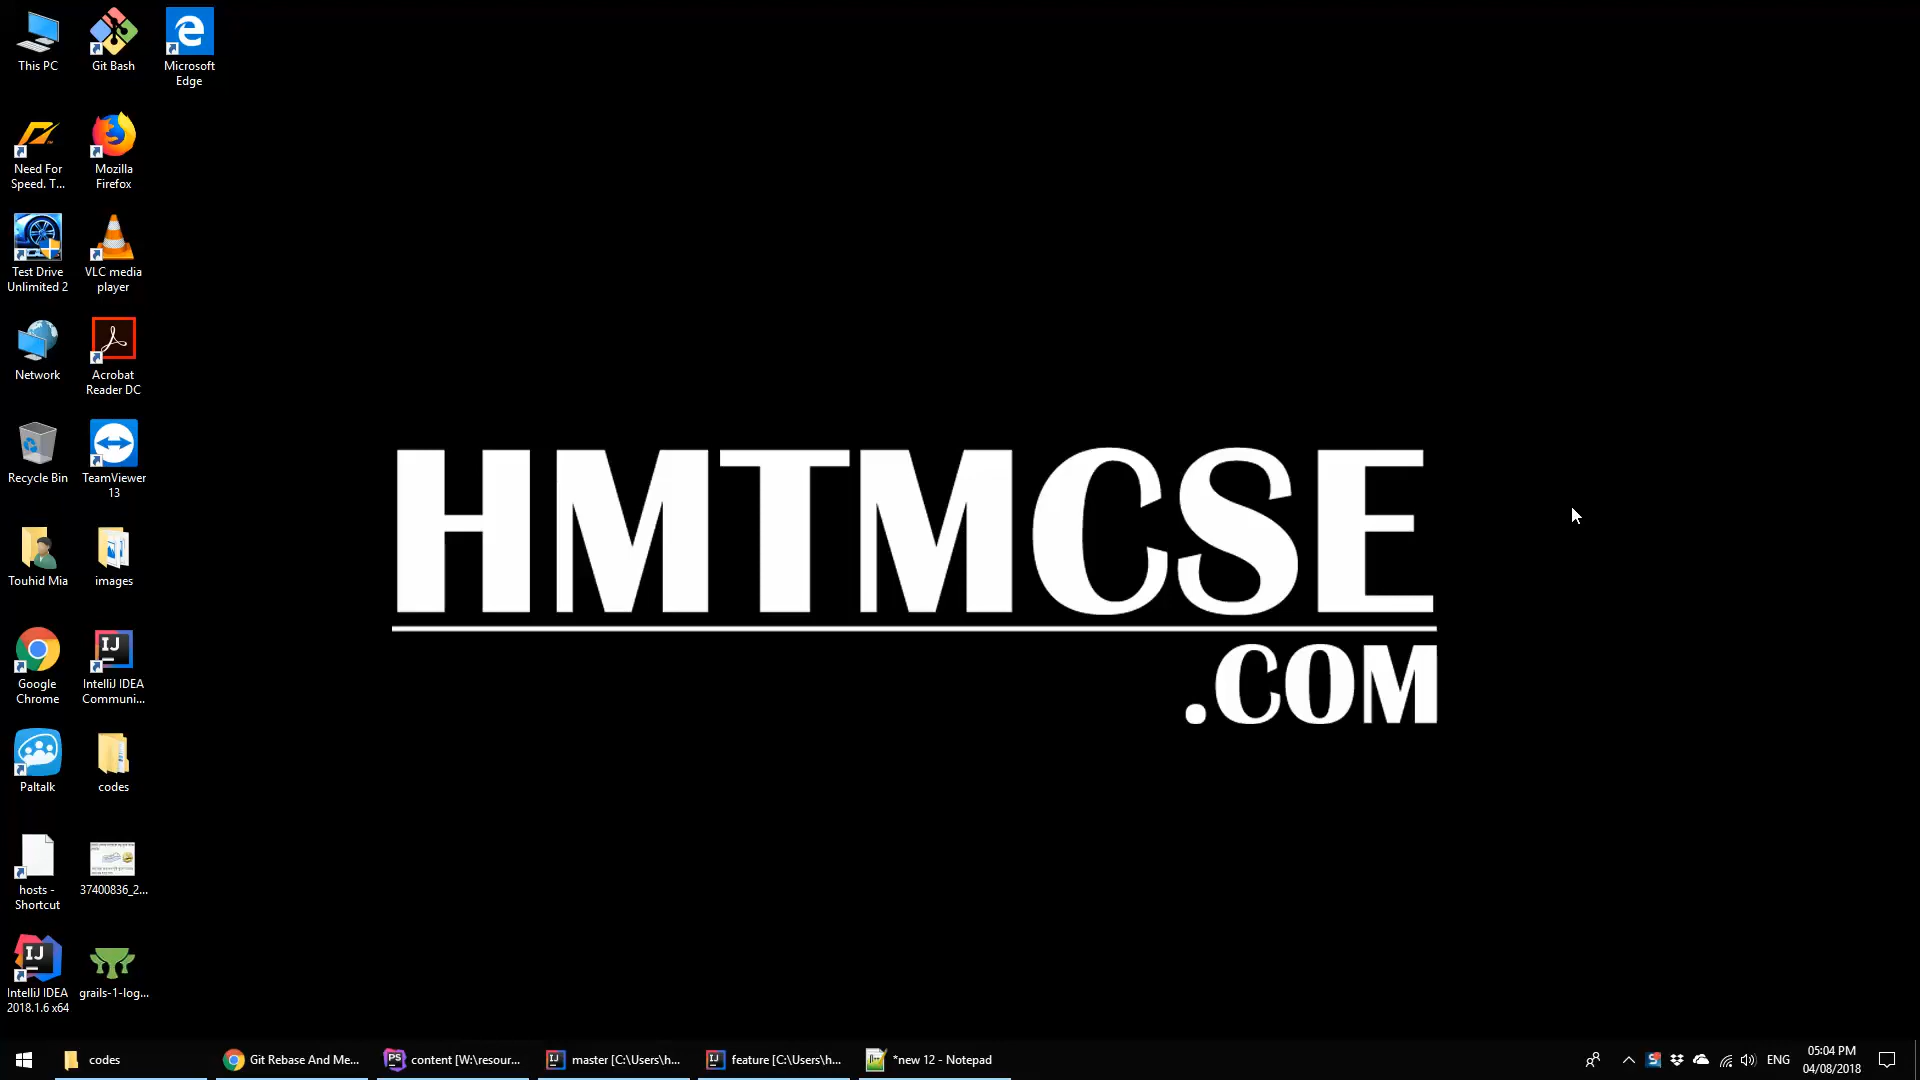 This PC
Git Bash
Microsoft
Edge
Need For
Speed. T...
Mozilla
Firefox
Test Drive
Unlimited 2
VLC media
player
Network
Acrobat
Reader DC
Recycle Bin
TeamViewer
13
Touhid Mia
images
Google
Chrome
IntelliJ IDEA
Communi...
Paltalk
codes
hosts -
Shortcut
37400836_2...
IntelliJ IDEA
2018.1.6 x64
grails-1-log...
HMTMCSE
.COM
codes
Git Rebase And Me...
content [W:\resour...
master [C:\Users\h...
feature [C:\Users\h...
*new 12 - Notepad
ENG
05:04 PM
04/08/2018